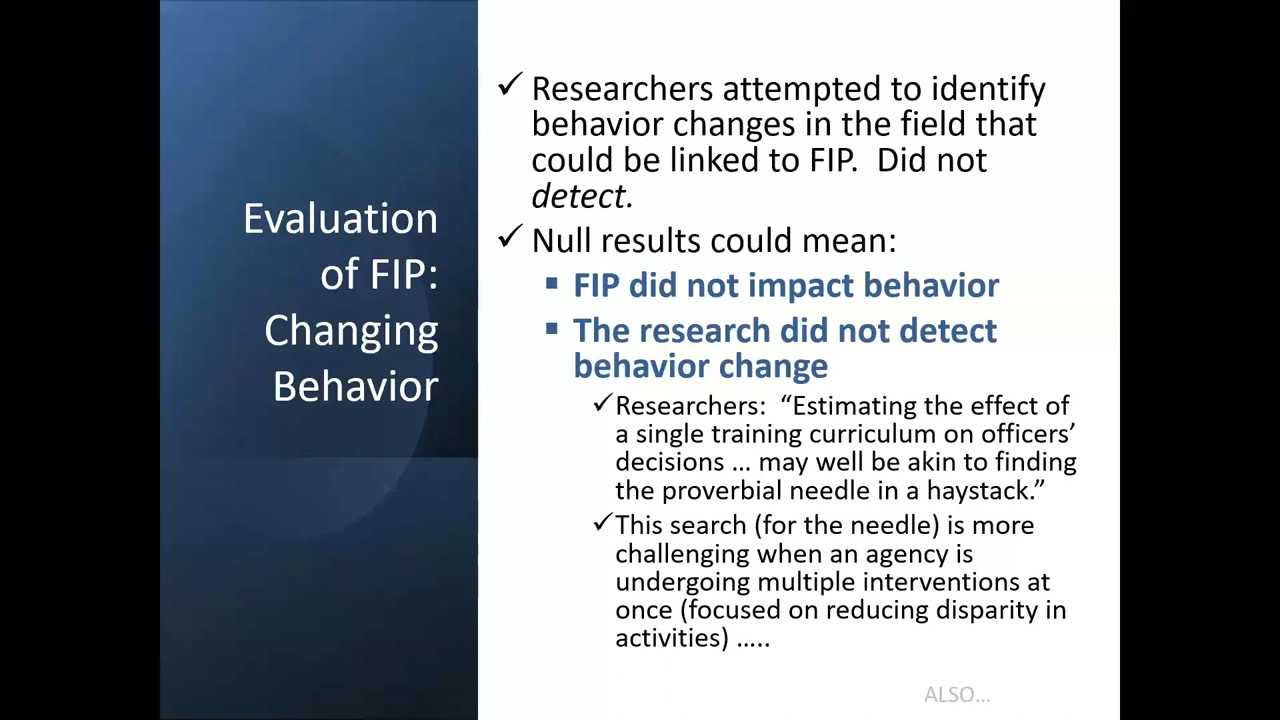 Evaluation
of FIP:
Changing
Behavior
✓ Researchers attempted to identify
behavior changes in the field that
could be linked to FIP.  Did not
detect.
✓ Null results could mean:
▪ FIP did not impact behavior
▪ The research did not detect
behavior change
✓Researchers:  “Estimating the effect of
a single training curriculum on officers’
decisions … may well be akin to finding
the proverbial needle in a haystack.”
✓This search (for the needle) is more
challenging when an agency is
undergoing multiple interventions at
once (focused on reducing disparity in
activities) …..
ALSO…